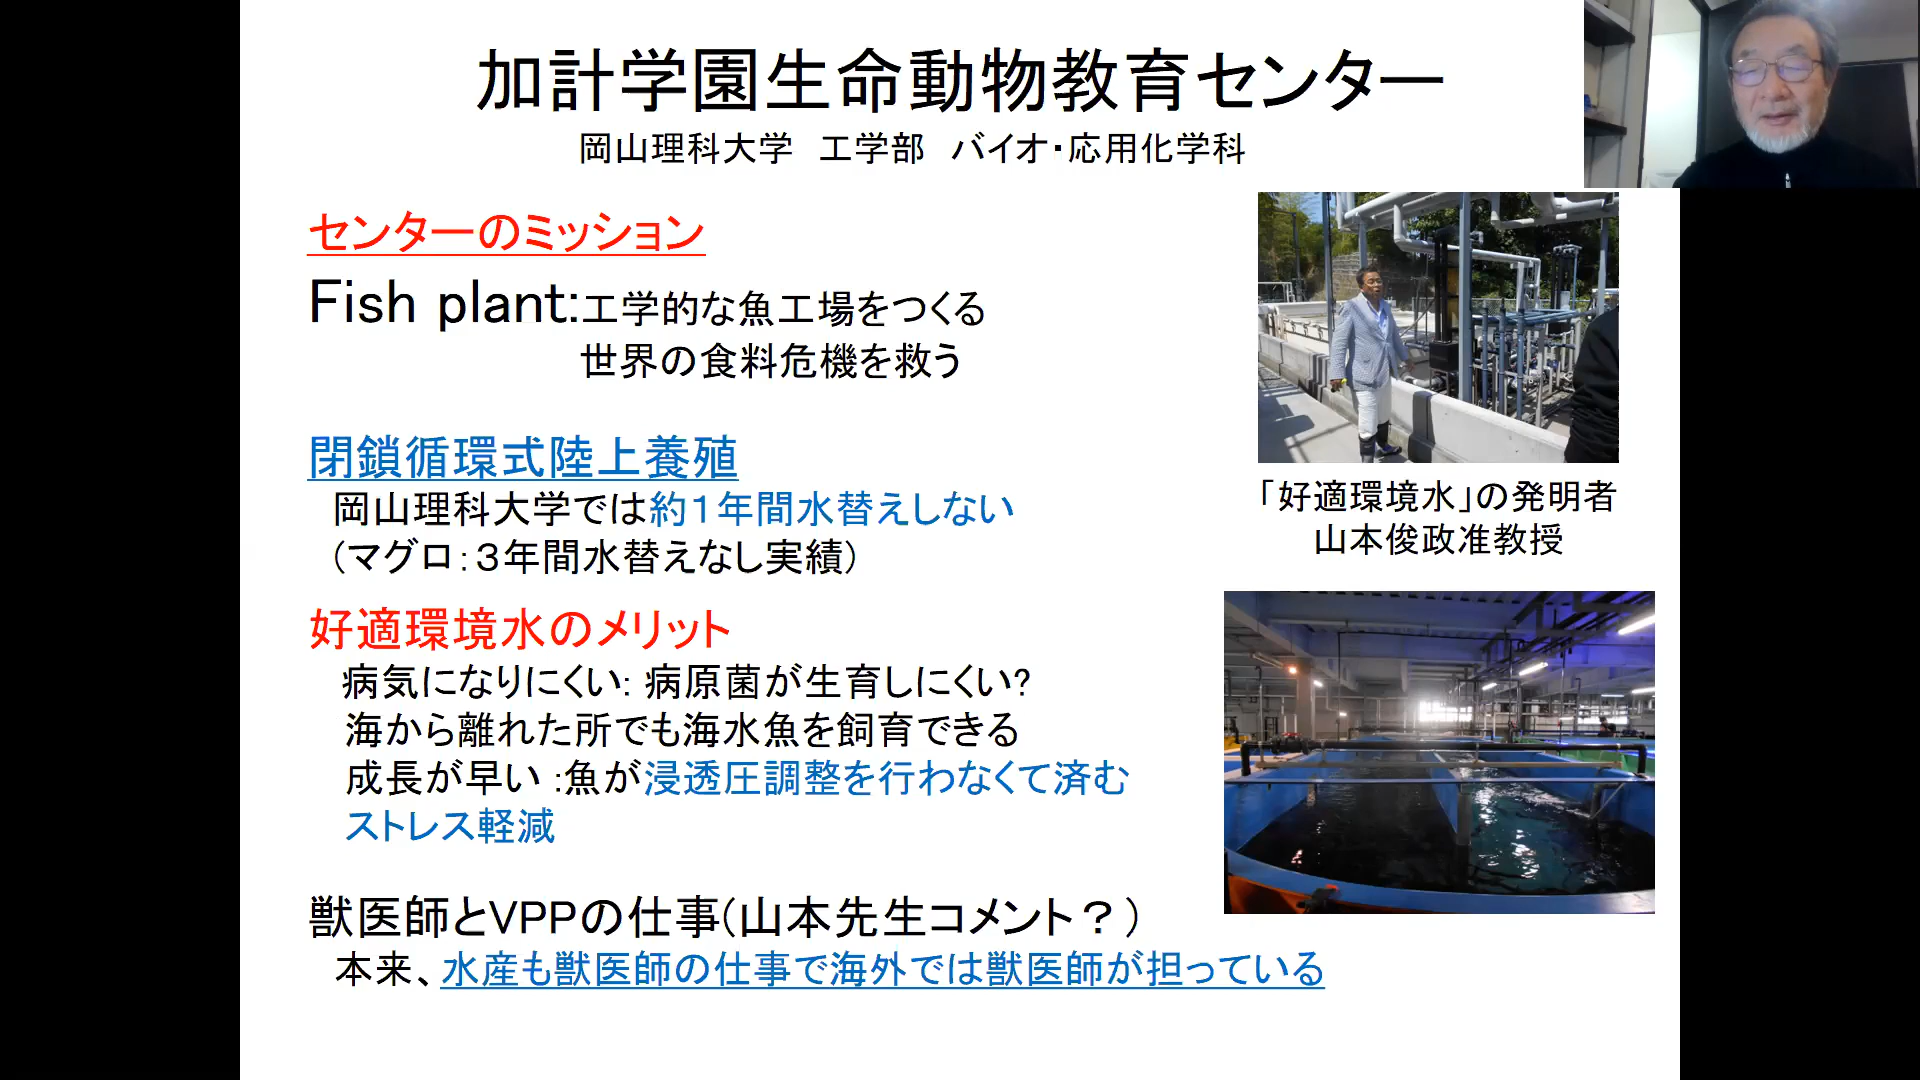 加計学園生命動物教育センター
岡山理科大学　工学部　バイオ・応用化学科
センターのミッション
Fish plant:工学的な魚工場をつくる
世界の食料危機を救う
閉鎖循環式陸上養殖
岡山理科大学では約１年間水替えしない
（マグロ：３年間水替えなし実績）
好適環境水のメリット
病気になりにくい: 病原菌が生育しにくい?
海から離れた所でも海水魚を飼育できる
成長が早い :魚が浸透圧調整を行わなくて済む
ストレス軽減
「好適環境水」の発明者
山本俊政准教授
獣医師とVPPの仕事(山本先生コメント？)
本来、水産も獣医師の仕事で海外では獣医師が担っている